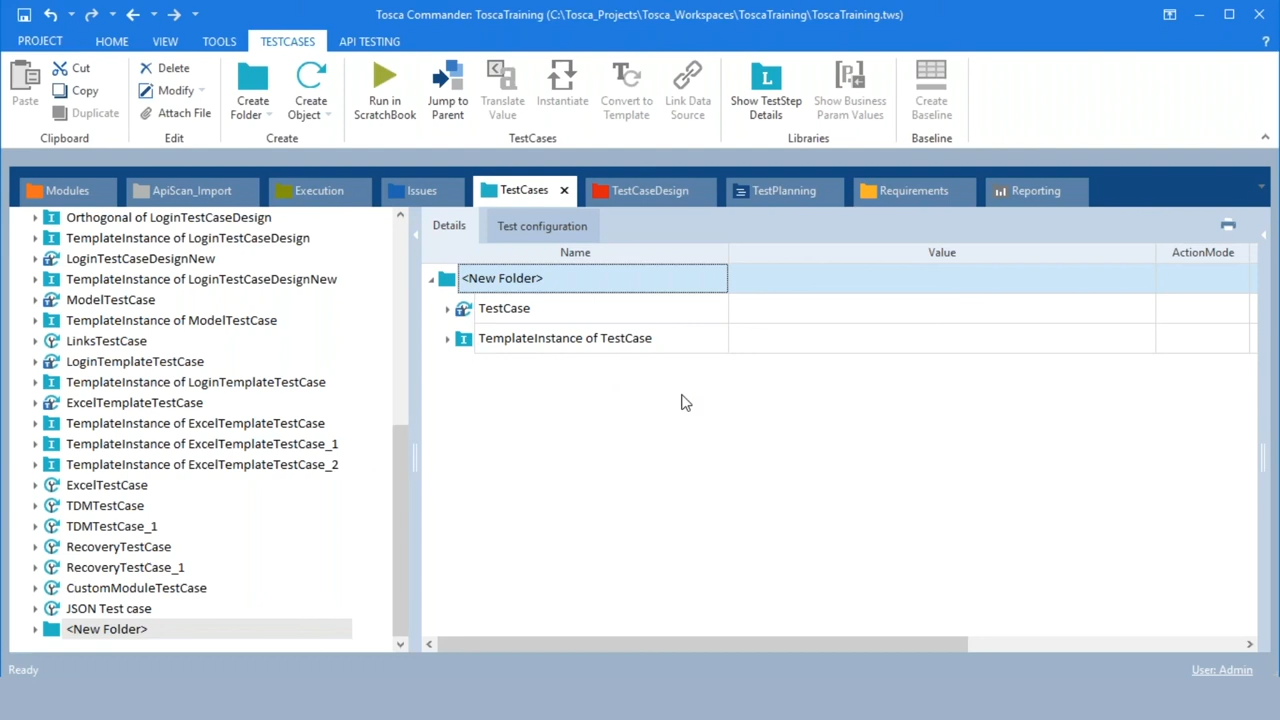 Tosca Commander: ToscaTraining (C:\Tosca_Projects\Tosca_Workspaces\ToscaTraining\ToscaTraining.tws)
PROJECT HOME VIEW TOOLS TESTCASES API TESTING ?
Paste
Cut
Copy
Duplicate
Clipboard
Delete
Modify
Attach File
Edit
Create Folder
Create Object
Create
Run in ScratchBook
Jump to Parent
Translate Value
Instantiate
Convert to Template
Link Data Source
TestCases
Show TestStep Details
Show Business Param Values
Libraries
Create Baseline
Baseline
Modules ApiScan_Import Execution Issues TestCases TestCaseDesign TestPlanning Requirements Reporting
Orthogonal of LoginTestCaseDesign
TemplateInstance of LoginTestCaseDesign
LoginTestCaseDesignNew
TemplateInstance of LoginTestCaseDesignNew
ModelTestCase
TemplateInstance of ModelTestCase
LinksTestCase
LoginTemplateTestCase
TemplateInstance of LoginTemplateTestCase
ExcelTemplateTestCase
TemplateInstance of ExcelTemplateTestCase
TemplateInstance of ExcelTemplateTestCase_1
TemplateInstance of ExcelTemplateTestCase_2
ExcelTestCase
TDMTestCase
TDMTestCase_1
RecoveryTestCase
RecoveryTestCase_1
CustomModuleTestCase
JSON Test case
<New Folder>
Details Test configuration
Name Value ActionMode
<New Folder>
TestCase
TemplateInstance of TestCase
Ready User: Admin